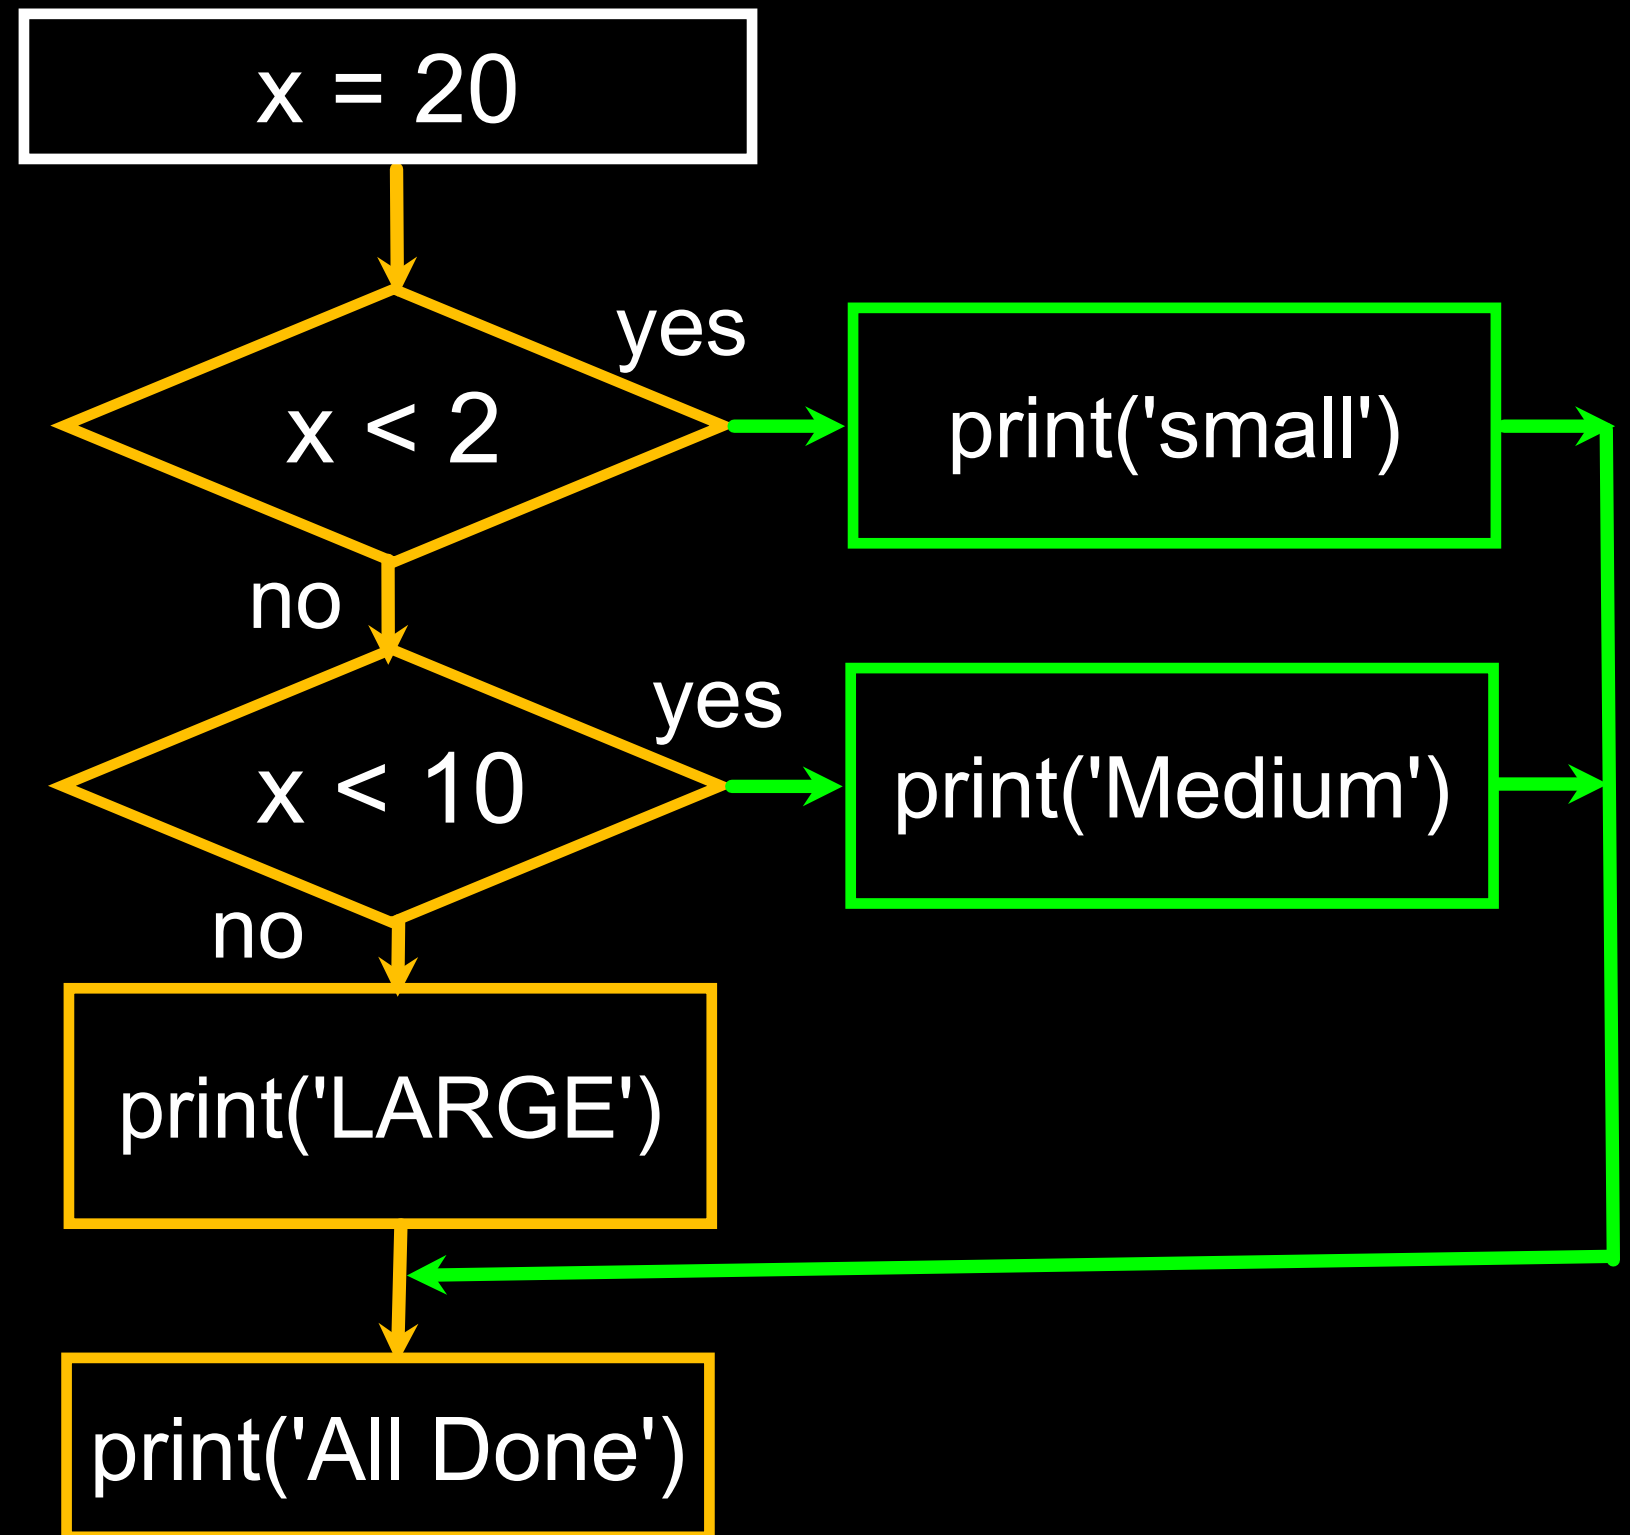 x = 20
yes
x < 2
print('small')
no
yes
x < 10
print('Medium')
no
print('LARGE')
print('All Done')